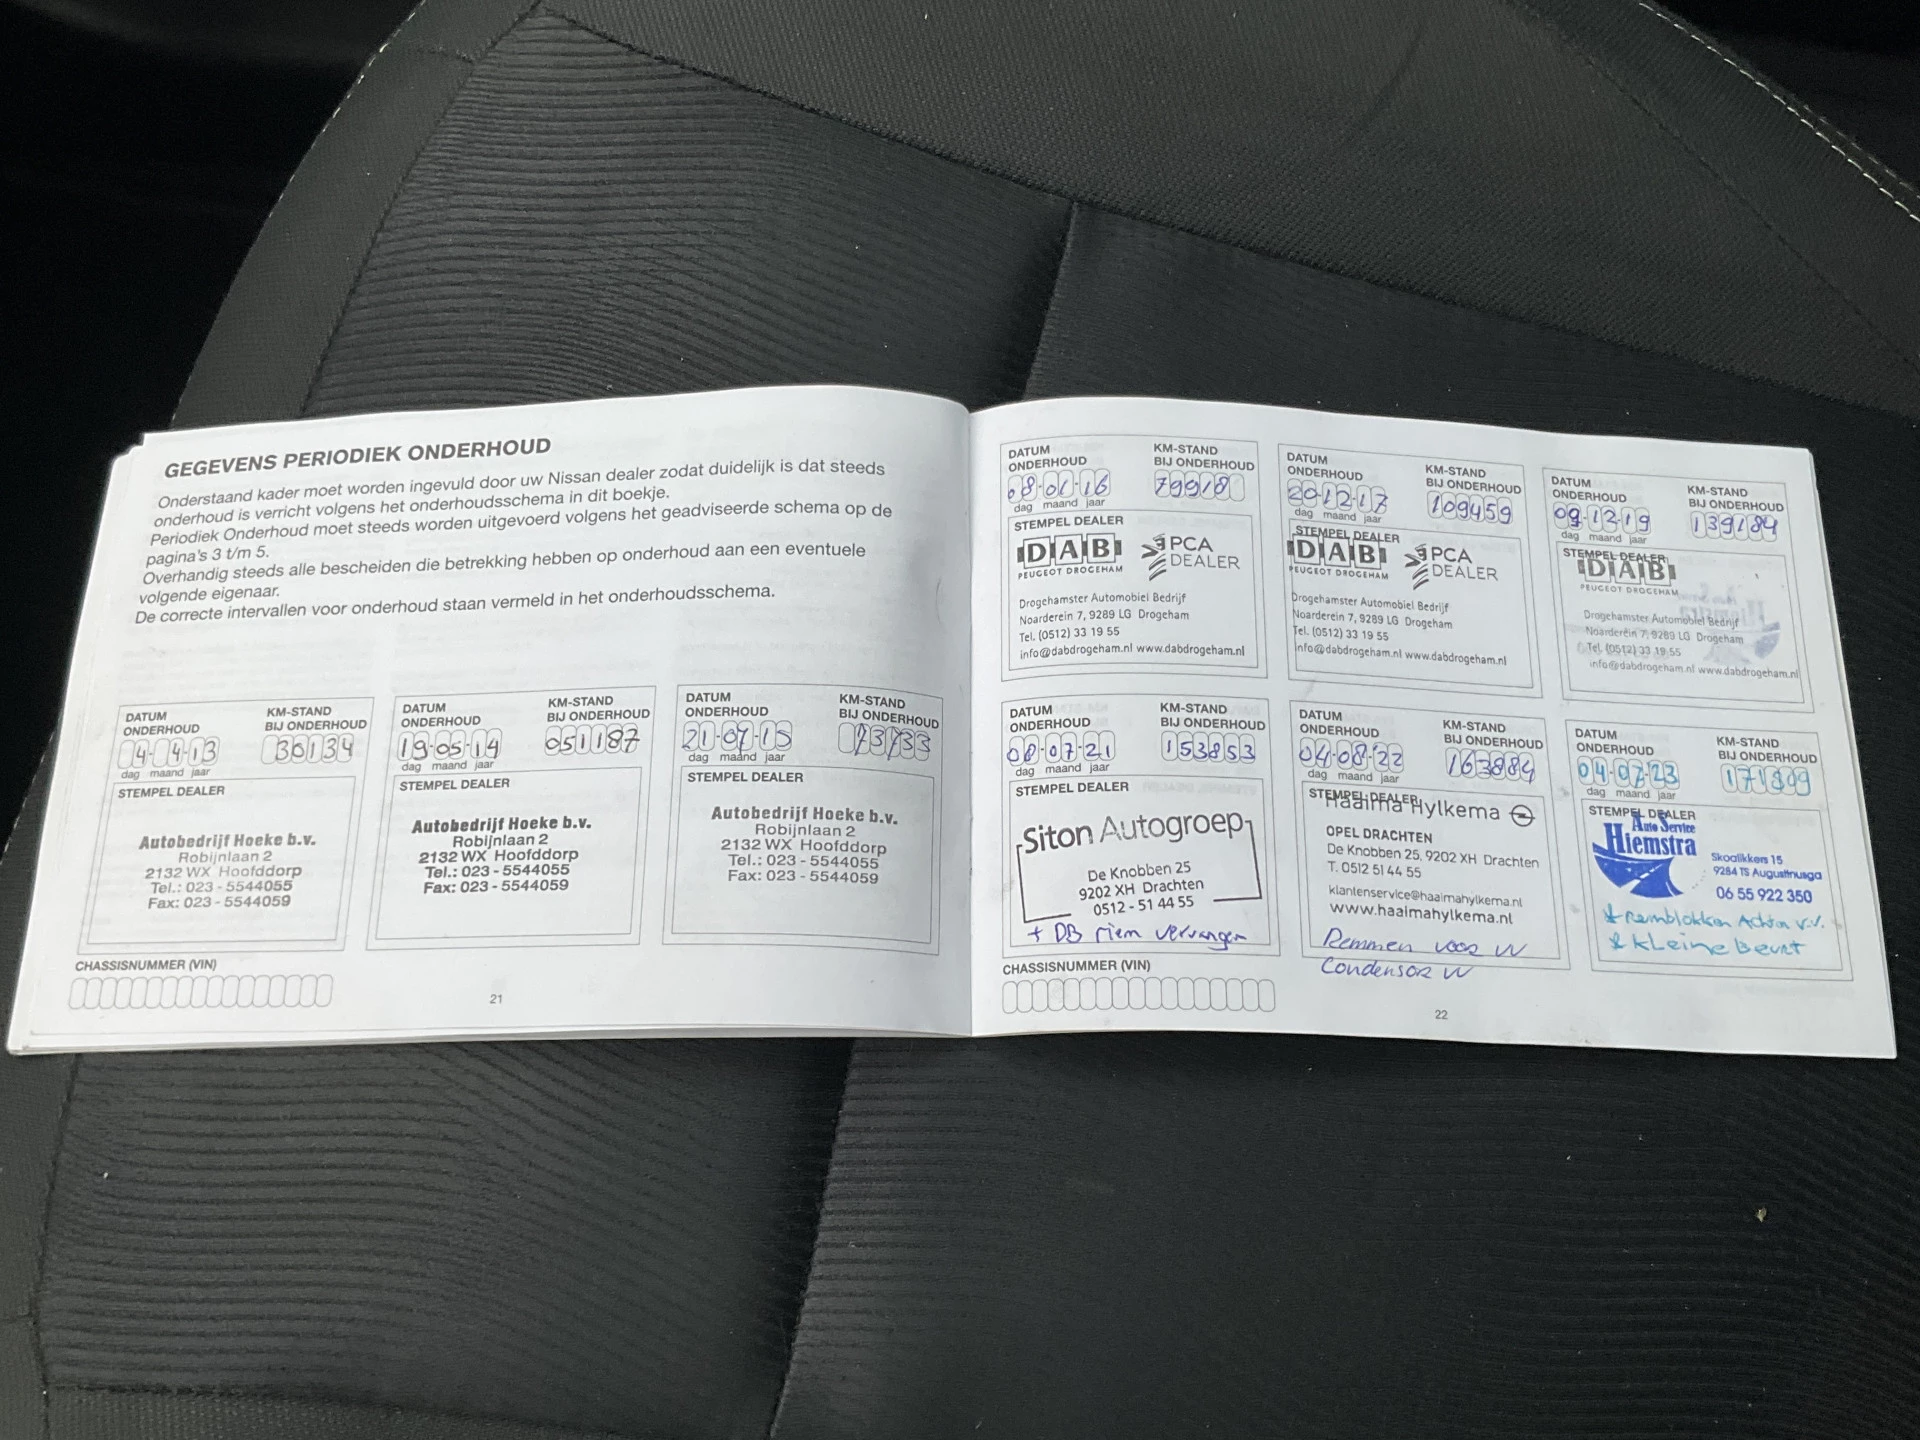 GEGEVENS PERIODIEK ONDERHOUD
Onderstaand kader moet worden ingevuld door uw Nissan dealer zodat duidelijk is dat steeds
onderhoud is verricht volgens het onderhoudsschema in dit boekje.
Periodiek Onderhoud moet steeds worden uitgevoerd volgens het geadviseerde schema op de
pagina's 3 t/m 5.
Overhandig steeds alle bescheiden die betrekking hebben op onderhoud aan een eventuele
volgende eigenaar.
De correcte intervallen voor onderhoud staan vermeld in het onderhoudsschema.
DATUM
ONDERHOUD
KM-STAND
BIJ ONDERHOUD
4-4-13
30134
dag maand jaar
STEMPEL DEALER
Autobedrijf Hoeke b.v.
Robijnlaan 2
2132 WX Hoofddorp
Tel.: 023 - 5544055
Fax: 023 - 5544059
DATUM
ONDERHOUD
KM-STAND
BIJ ONDERHOUD
19-05-14
051187
dag maand jaar
STEMPEL DEALER
Autobedrijf Hoeke b.v.
Robijnlaan 2
2132 WX Hoofddorp
Tel.: 023 - 5544055
Fax: 023 - 5544059
DATUM
ONDERHOUD
KM-STAND
BIJ ONDERHOUD
21-07-15
73733
dag maand jaar
STEMPEL DEALER
Autobedrijf Hoeke b.v.
Robijnlaan 2
2132 WX Hoofddorp
Tel.: 023 - 5544055
Fax: 023 - 5544059
CHASSISNUMMER (VIN)
21
DATUM
ONDERHOUD
KM-STAND
BIJ ONDERHOUD
08-01-16
79918
dag maand jaar
STEMPEL DEALER
DAB
PEUGEOT DROGEHAM
PCA
DEALER
Drogehamster Automobiel Bedrijf
Noarderein 7, 9289 LG Drogeham
Tel. (0512) 33 19 55
info@dabdrogeham.nl www.dabdrogeham.nl
DATUM
ONDERHOUD
KM-STAND
BIJ ONDERHOUD
20-12-17
109459
dag maand jaar
STEMPEL DEALER
DAB
PEUGEOT DROGEHAM
PCA
DEALER
Drogehamster Automobiel Bedrijf
Noarderein 7, 9289 LG Drogeham
Tel. (0512) 33 19 55
info@dabdrogeham.nl www.dabdrogeham.nl
DATUM
ONDERHOUD
KM-STAND
BIJ ONDERHOUD
09-12-19
139184
dag maand jaar
STEMPEL DEALER
DAB
PEUGEOT DROGEHAM
Drogehamster Automobiel Bedrijf
Noarderein 7, 9289 LG Drogeham
Tel. (0512) 33 19 55
info@dabdrogeham.nl www.dabdrogeham.nl
DATUM
ONDERHOUD
KM-STAND
BIJ ONDERHOUD
08-07-21
153853
dag maand jaar
STEMPEL DEALER
Siton Autogroep
De Knobben 25
9202 XH Drachten
0512 - 51 44 55
+ DB riem vervangen
DATUM
ONDERHOUD
KM-STAND
BIJ ONDERHOUD
04-08-22
163884
dag maand jaar
STEMPEL DEALER
Haaima Hylkema
OPEL DRACHTEN
De Knobben 25, 9202 XH Drachten
T. 0512 51 44 55
klantenservice@haaimahylkema.nl
www.haaimahylkema.nl
Remmen voor VV
Condensor VV
DATUM
ONDERHOUD
KM-STAND
BIJ ONDERHOUD
04-07-23
171809
dag maand jaar
STEMPEL DEALER
Auto Service
Hiemstra
Skoalikkers 15
9284 TS Augustinusga
06 55 922 350
* Remblokken Achter V.V.
* Kleine beurt
CHASSISNUMMER (VIN)
22